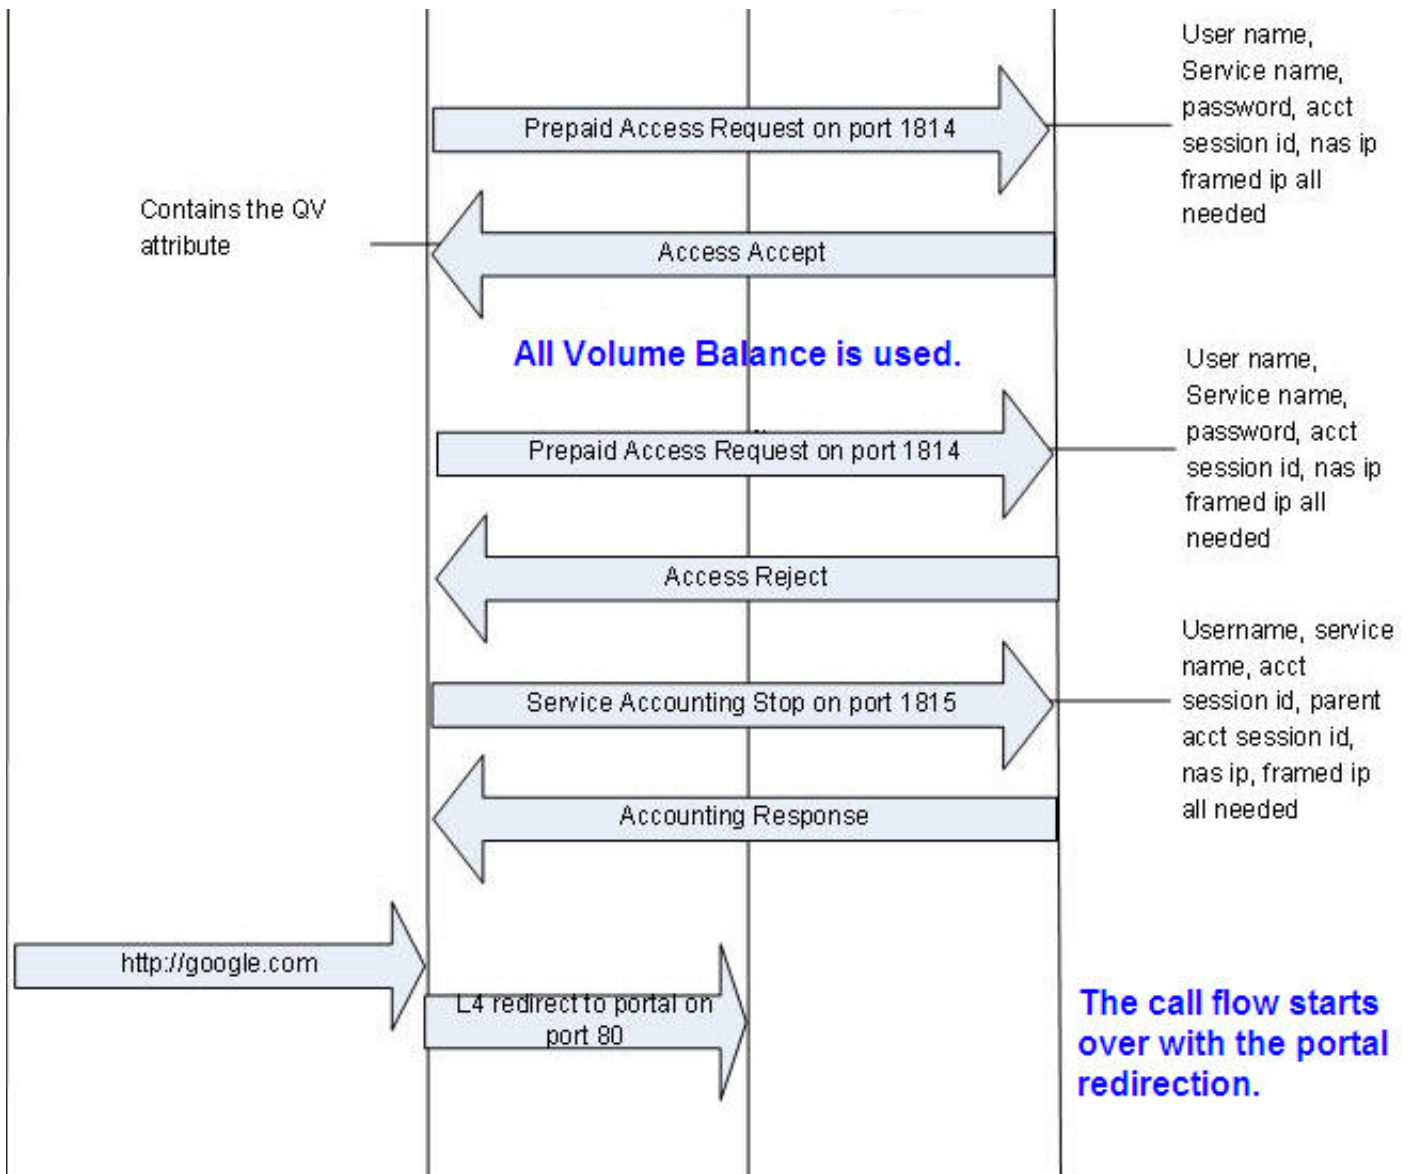 User name,
Service name,
password, acct
session id, nas ip
framed ip all
needed
Prepaid Access Request on port 1814
Contains the QV
attribute
Access Accept
All Volume Balance is used.
User name,
Service name,
password, acct
session id, nas ip
framed ip all
needed
Prepaid Access Request on port 1814
Access Reject
Username, service
name, acct
session id, parent
acct session id,
nas ip, framed ip
all needed
Service Accounting Stop on port 1815
Accounting Response
http://google.com
L4 redirect to portal on
port 80
The call flow starts
over with the portal
redirection.